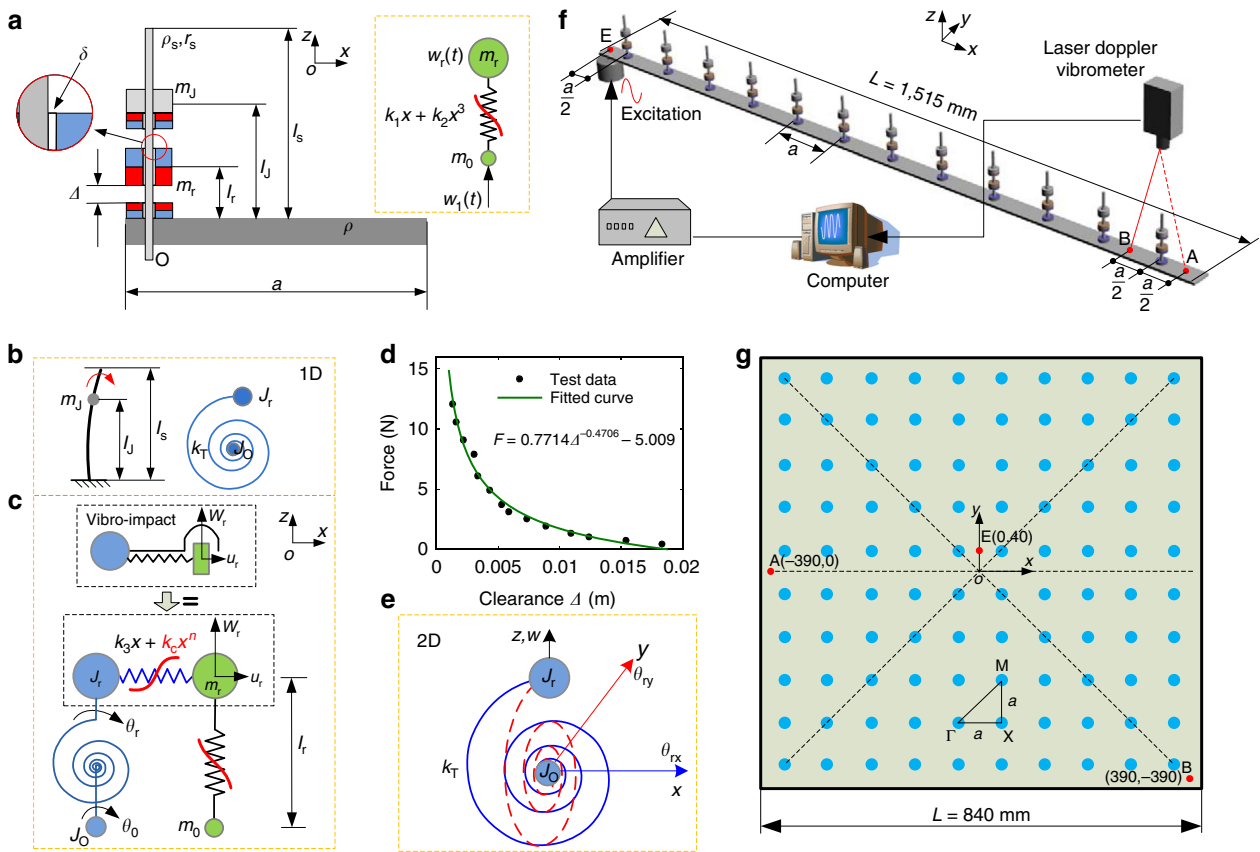 a
δ
ρs, rs
z
o
x
mJ
ls
lJ
mr
lr
Δ
ρ
O
a
wr(t)
mr
k1x + k2x^3
m0
w1(t)
f
z
y
x
E
a/2
Excitation
L = 1,515 mm
a
Laser doppler
vibrometer
Amplifier
Computer
B
A
a/2
a/2
b
1D
mJ
lJ
ls
Jr
kT
JO
c
Vibro-impact
Wr
ur
z
o
x
=
k3x + kcx^n
Wr
Jr
mr
ur
θr
lr
JO
θ0
m0
d
15
10
5
0
Force (N)
Test data
Fitted curve
F = 0.7714Δ^−0.4706 − 5.009
0
0.005
0.01
0.015
0.02
Clearance Δ (m)
e
2D
z, w
y
Jr
θry
kT
JO
θrx
x
g
y
E(0.40)
A(−390,0)
o
x
M
a
Γ
a
X
(390,−390)
B
L = 840 mm